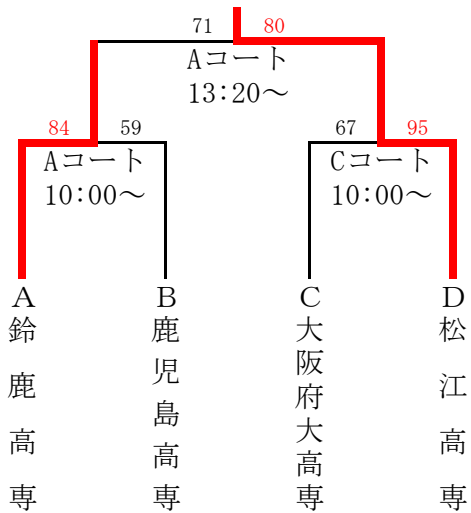 71 80
Aコート
13:20～
84 59 67 95
Aコート Cコート
10:00～ 10:00～
A B C D
鈴鹿高専
鹿児島高専
大阪府大高専
松江高専